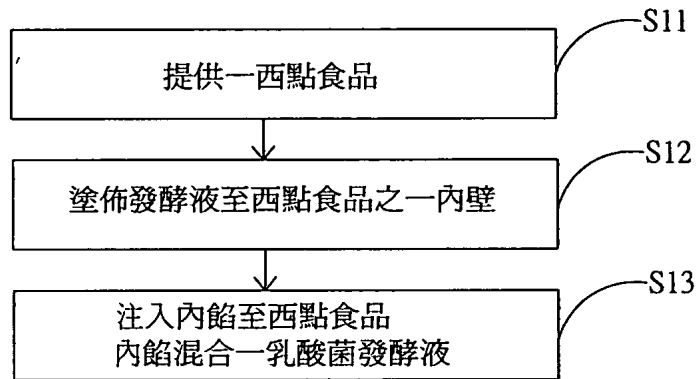 S11
提供一西點食品
S12
塗佈發酵液至西點食品之一內壁
S13
注入內餡至西點食品
內餡混合一乳酸菌發酵液